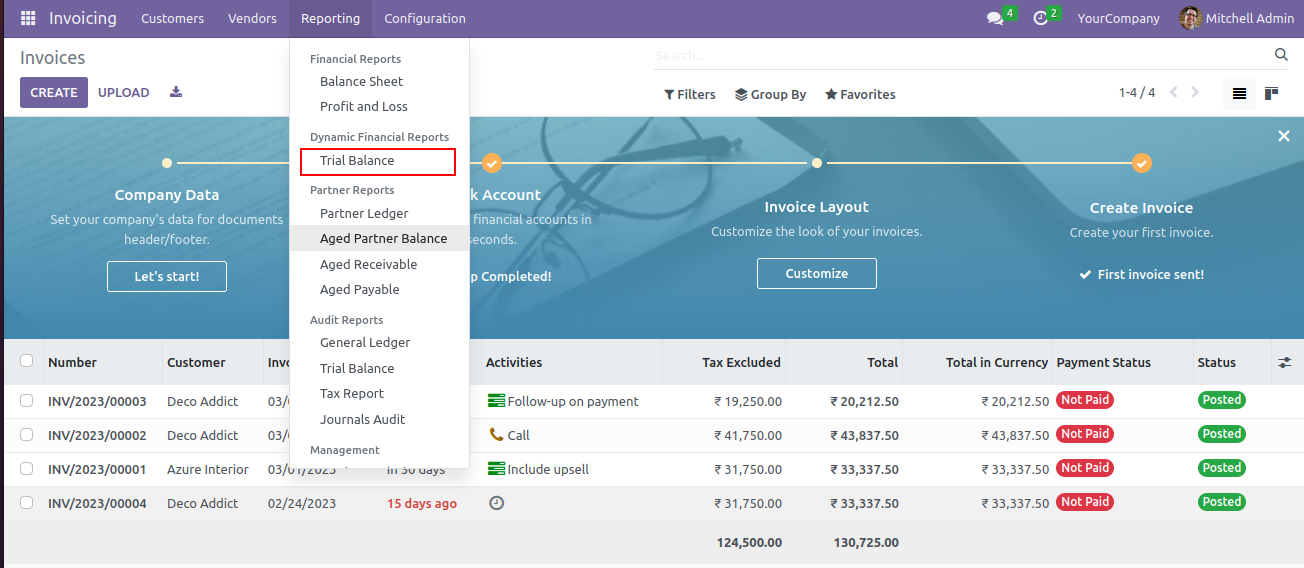 Invoicing Customers Vendors Reporting Configuration 4 2 YourCompany Mitchell Admin
Invoices
Search...
CREATE UPLOAD
Filters Group By Favorites 1-4 / 4
Financial Reports
Balance Sheet
Profit and Loss
Dynamic Financial Reports
Trial Balance
Partner Reports
Partner Ledger
Aged Partner Balance
Aged Receivable
Aged Payable
Audit Reports
General Ledger
Trial Balance
Tax Report
Journals Audit
Management
Company Data
Set your company's data for documents
header/footer.
Let's start!
k Account
financial accounts in
seconds.
p Completed!
Invoice Layout
Customize the look of your invoices.
Customize
Create Invoice
Create your first invoice.
First invoice sent!
Number Customer Invo Activities Tax Excluded Total Total in Currency Payment Status Status
INV/2023/00003 Deco Addict 03/0 Follow-up on payment ₹ 19,250.00 ₹ 20,212.50 ₹ 20,212.50 Not Paid Posted
INV/2023/00002 Deco Addict 03/0 Call ₹ 41,750.00 ₹ 43,837.50 ₹ 43,837.50 Not Paid Posted
INV/2023/00001 Azure Interior 03/01/2023 in 30 days Include upsell ₹ 31,750.00 ₹ 33,337.50 ₹ 33,337.50 Not Paid Posted
INV/2023/00004 Deco Addict 02/24/2023 15 days ago ₹ 31,750.00 ₹ 33,337.50 ₹ 33,337.50 Not Paid Posted
124,500.00 130,725.00